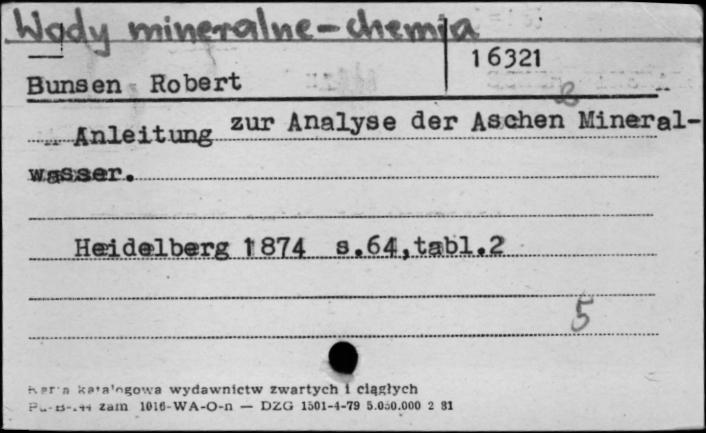 Wody mineralne-chemja
16321
Bunsen Robert
B
Anleitung zur Analyse der Aschen Mineral-
wasser.
Heidelberg 1874 s.64,tabl.2
5
Karta katalogowa wydawnictw zwartych i ciągłych
zam 1016-WA-O-n — DZG 1501-4-79 5.050.000 2 81